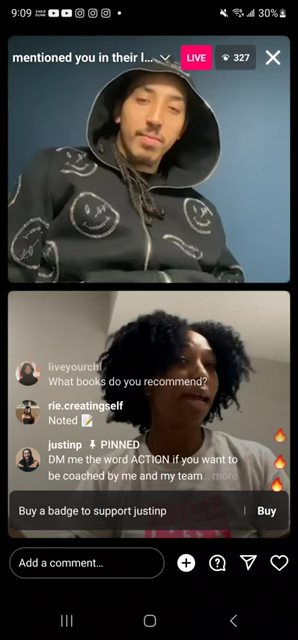 9:09
30%
mentioned you in their l...
LIVE
327
liveyourchi
What books do you recommend?
rie.creatingself
Noted 📝
justinp 📌 PINNED
DM me the word ACTION if you want to
be coached by me and my team... more
Buy a badge to support justinp
Buy
Add a comment...